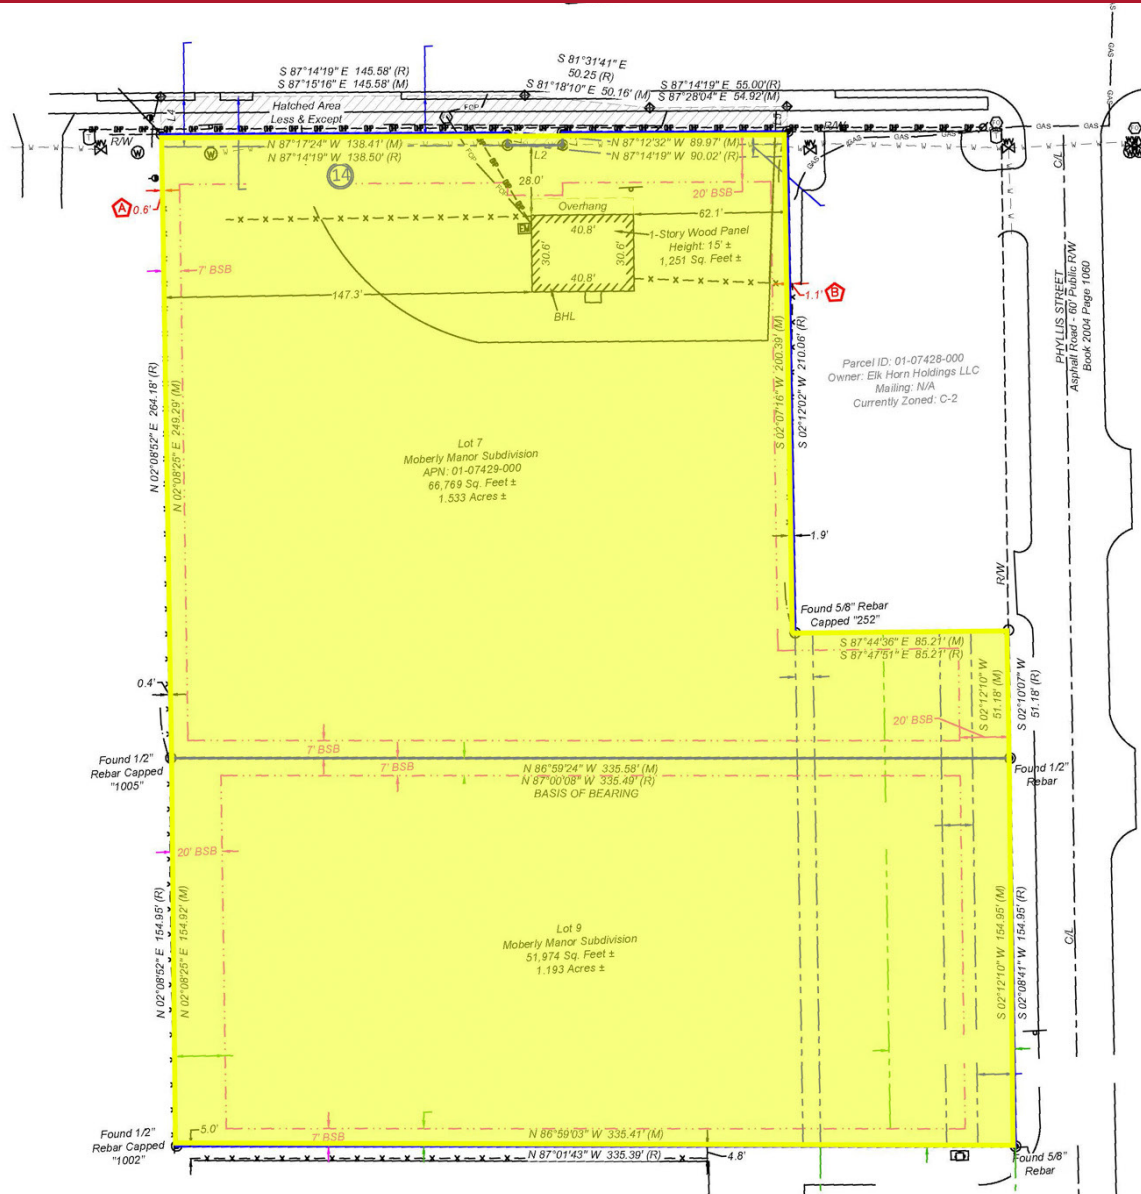 S 81°31'41" E
50.25 (R)
S 81°18'10" E 50.16' (M)
S 87°14'19" E 145.58' (R)
S 87°15'16" E 145.58' (M)
S 87°14'19" E 55.00'(R)
S 87°28'04" E 54.92'(M)
Hatched Area
Less & Except
L4
L3
FOP
R/W
R/W
GAS
GAS
GAS
GAS
GAS
GAS
C/L
N 87°17'24" W 138.41' (M)
N 87°14'19" W 138.50' (R)
L2
N 87°12'32" W 89.97' (M)
N 87°14'19" W 90.02' (R)
W
W
14
FOP
FOP
28.0'
20' BSB
A
0.6'
Overhang
62.1'
40.8'
30.6'
30.6'
40.8'
1-Story Wood Panel
Height: 15' ±
1,251 Sq. Feet ±
7' BSB
147.3'
BHL
1.1'
B
PHYLLIS STREET
Asphalt Road - 60' Public R/W
Book 2004 Page 1060
Parcel ID: 01-07428-000
Owner: Elk Horn Holdings LLC
Mailing: N/A
Currently Zoned: C-2
S 02°07'16" W 200.39' (M)
S 02°12'02" W 210.06' (R)
N 02°08'52" E 264.18' (R)
N 02°08'25" E 249.29' (M)
Lot 7
Moberly Manor Subdivision
APN: 01-07429-000
66,769 Sq. Feet ±
1.533 Acres ±
1.9'
R/W
Found 5/8" Rebar
Capped "252"
S 87°44'36" E 85.21' (M)
S 87°47'51" E 85.21' (R)
S 02°12'10" W
51.18' (M)
S 02°10'07" W
51.18' (R)
0.4'
20' BSB
7' BSB
7' BSB
Found 1/2"
Rebar Capped
"1005"
N 86°59'24" W 335.58' (M)
N 87°00'08" W 335.49' (R)
BASIS OF BEARING
Found 1/2"
Rebar
20' BSB
N 02°08'52" E 154.95' (R)
N 02°08'25" E 154.92' (M)
Lot 9
Moberly Manor Subdivision
51,974 Sq. Feet ±
1.193 Acres ±
S 02°12'10" W 154.95' (M)
S 02°08'41" W 154.95' (R)
C/L
5.0'
7' BSB
N 86°59'03" W 335.41' (M)
N 87°01'43" W 335.39' (R)
4.8'
Found 1/2"
Rebar Capped
"1002"
Found 5/8"
Rebar